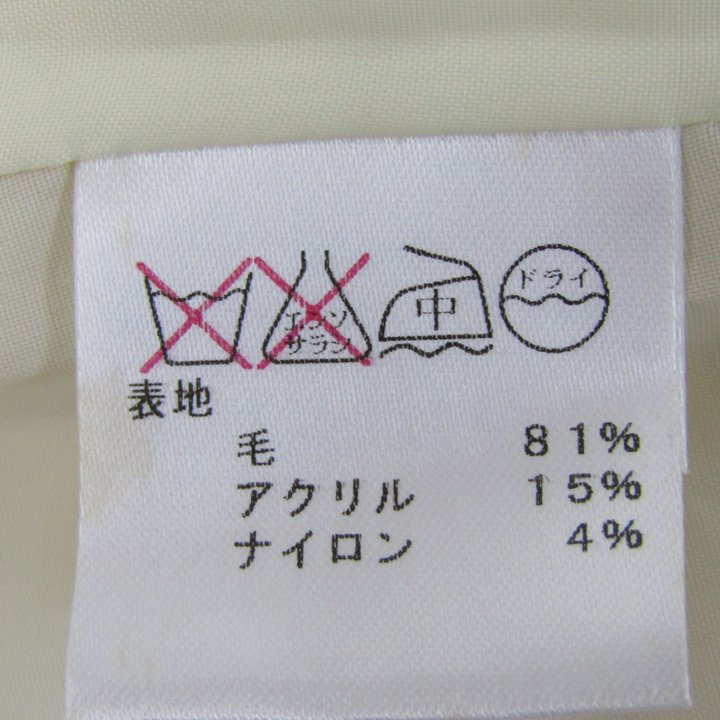 エンソ
サラシ
中
ドライ
表地
毛 81%
アクリル 15%
ナイロン 4%